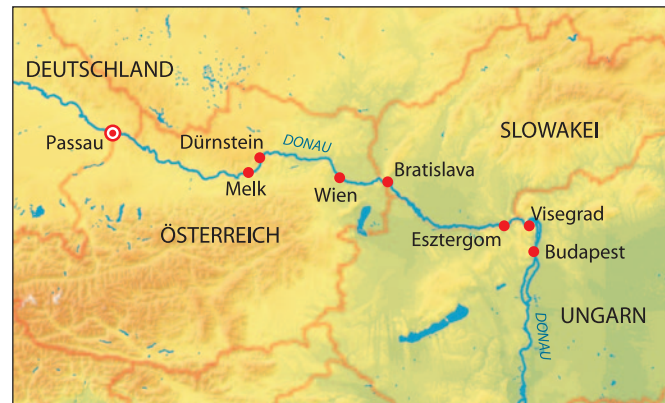 DEUTSCHLAND
Passau
Dürnstein
DONAU
SLOWAKEI
Melk
Wien
Bratislava
ÖSTERREICH
Esztergom
Visegrad
Budapest
UNGARN
DONAU